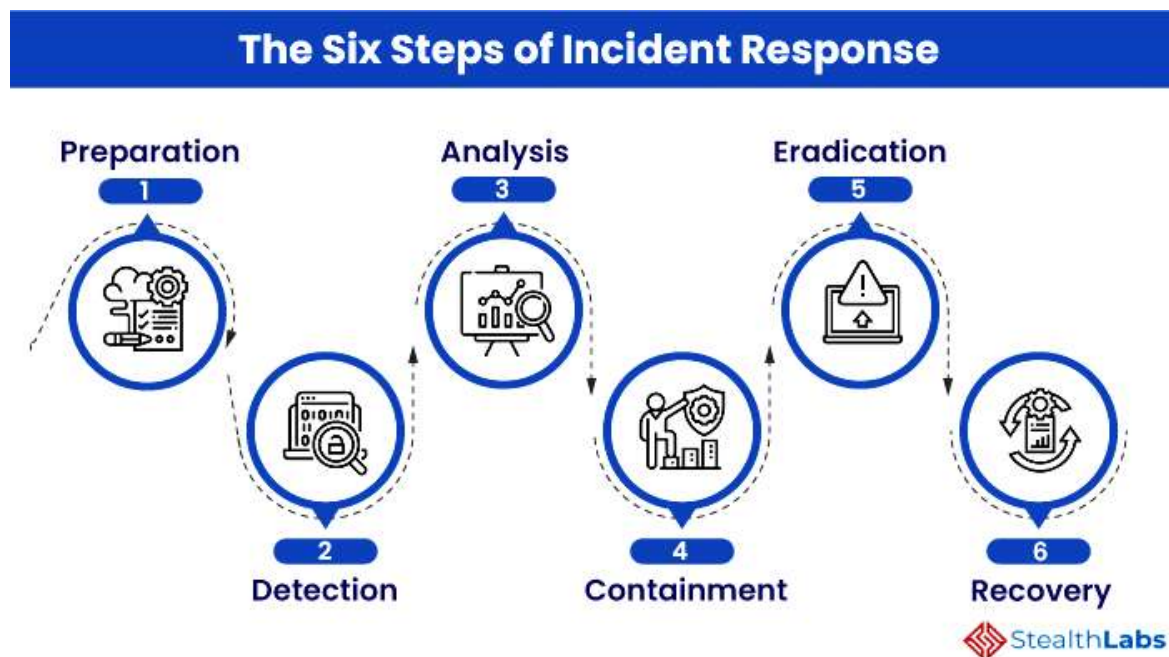 The Six Steps of Incident Response
Preparation
1
Detection
2
Analysis
3
Containment
4
Eradication
5
Recovery
6
StealthLabs